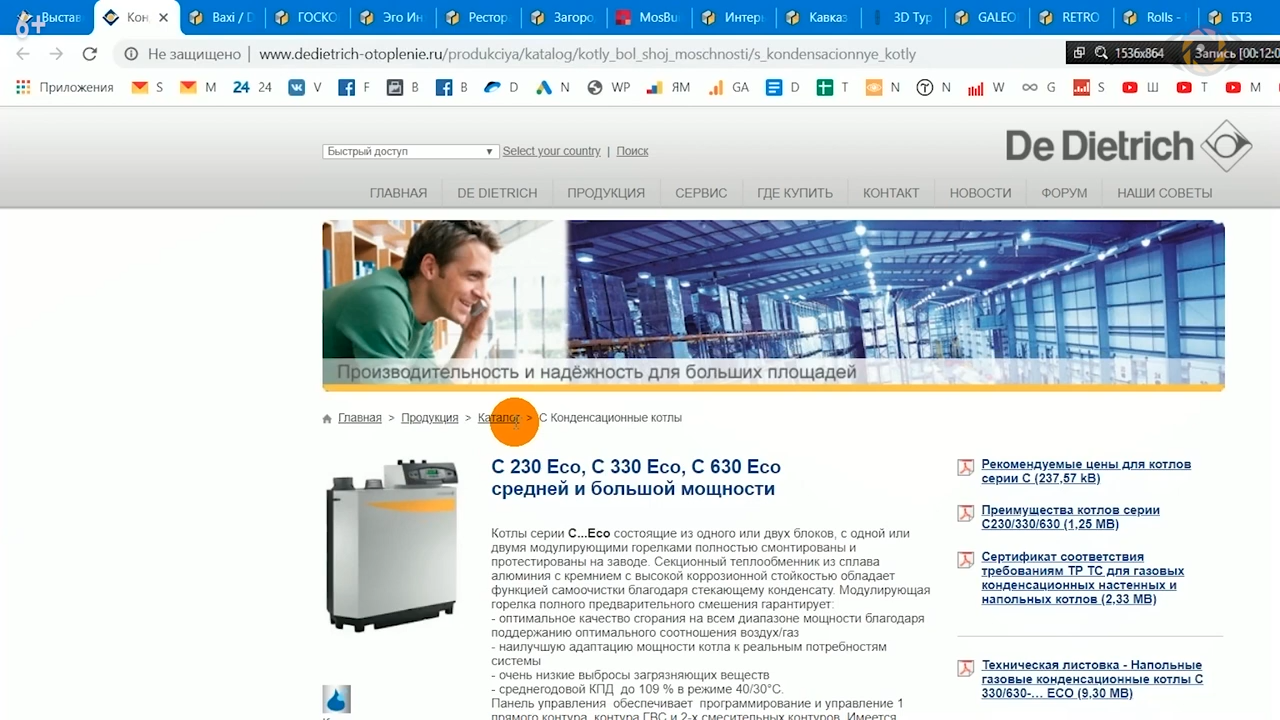 6+
Выстав
Кон
Baxi / D
ГОСКО
Эго Ин
Рестор
Загоро
MosBu
Интерь
Кавказ
3D Тур
GALEO
RETRO
Rolls -
БТЗ
Не защищено
www.dedietrich-otoplenie.ru/produkcija/katalog/kotly_bol_shoj_moschnosti/s_kondensacionnye_kotly
1536x864
Запись [00:12:0
Приложения
S
M
24 24
V
F
B
B
D
N
WP
ЯМ
GA
D
T
N
N
W
G
S
Ш
T
M
Быстрый доступ
Select your country | Поиск
De Dietrich
ГЛАВНАЯ
DE DIETRICH
ПРОДУКЦИЯ
СЕРВИС
ГДЕ КУПИТЬ
КОНТАКТ
НОВОСТИ
ФОРУМ
НАШИ СОВЕТЫ
Производительность и надёжность для больших площадей
Главная > Продукция > Каталог > С Конденсационные котлы
C 230 Eco, C 330 Eco, C 630 Eco
средней и большой мощности
Котлы серии C...Eco состоящие из одного или двух блоков, с одной или
двумя модулирующими горелками полностью смонтированы и
протестированы на заводе. Секционный теплообменник из сплава
алюминия с кремнием с высокой коррозионной стойкостью обладает
функцией самоочистки благодаря стекающему конденсату. Модулирующая
горелка полного предварительного смешения гарантирует:
- оптимальное качество сгорания на всем диапазоне мощности благодаря
поддержанию оптимального соотношения воздух/газ
- наилучшую адаптацию мощности котла к реальным потребностям
системы
- очень низкие выбросы загрязняющих веществ
- среднегодовой КПД до 109 % в режиме 40/30°C.
Панель управления обеспечивает программирование и управление 1
прямого контура, контура ГВС и 2-х смесительных контуров. Имеется
Рекомендуемые цены для котлов
серии С (237,57 kB)
Преимущества котлов серии
C230/330/630 (1,25 MB)
Сертификат соответствия
требованиям ТР ТС для газовых
конденсационных настенных и
напольных котлов (2,33 MB)
Техническая листовка - Напольные
газовые конденсационные котлы С
330/630-... ECO (9,30 MB)